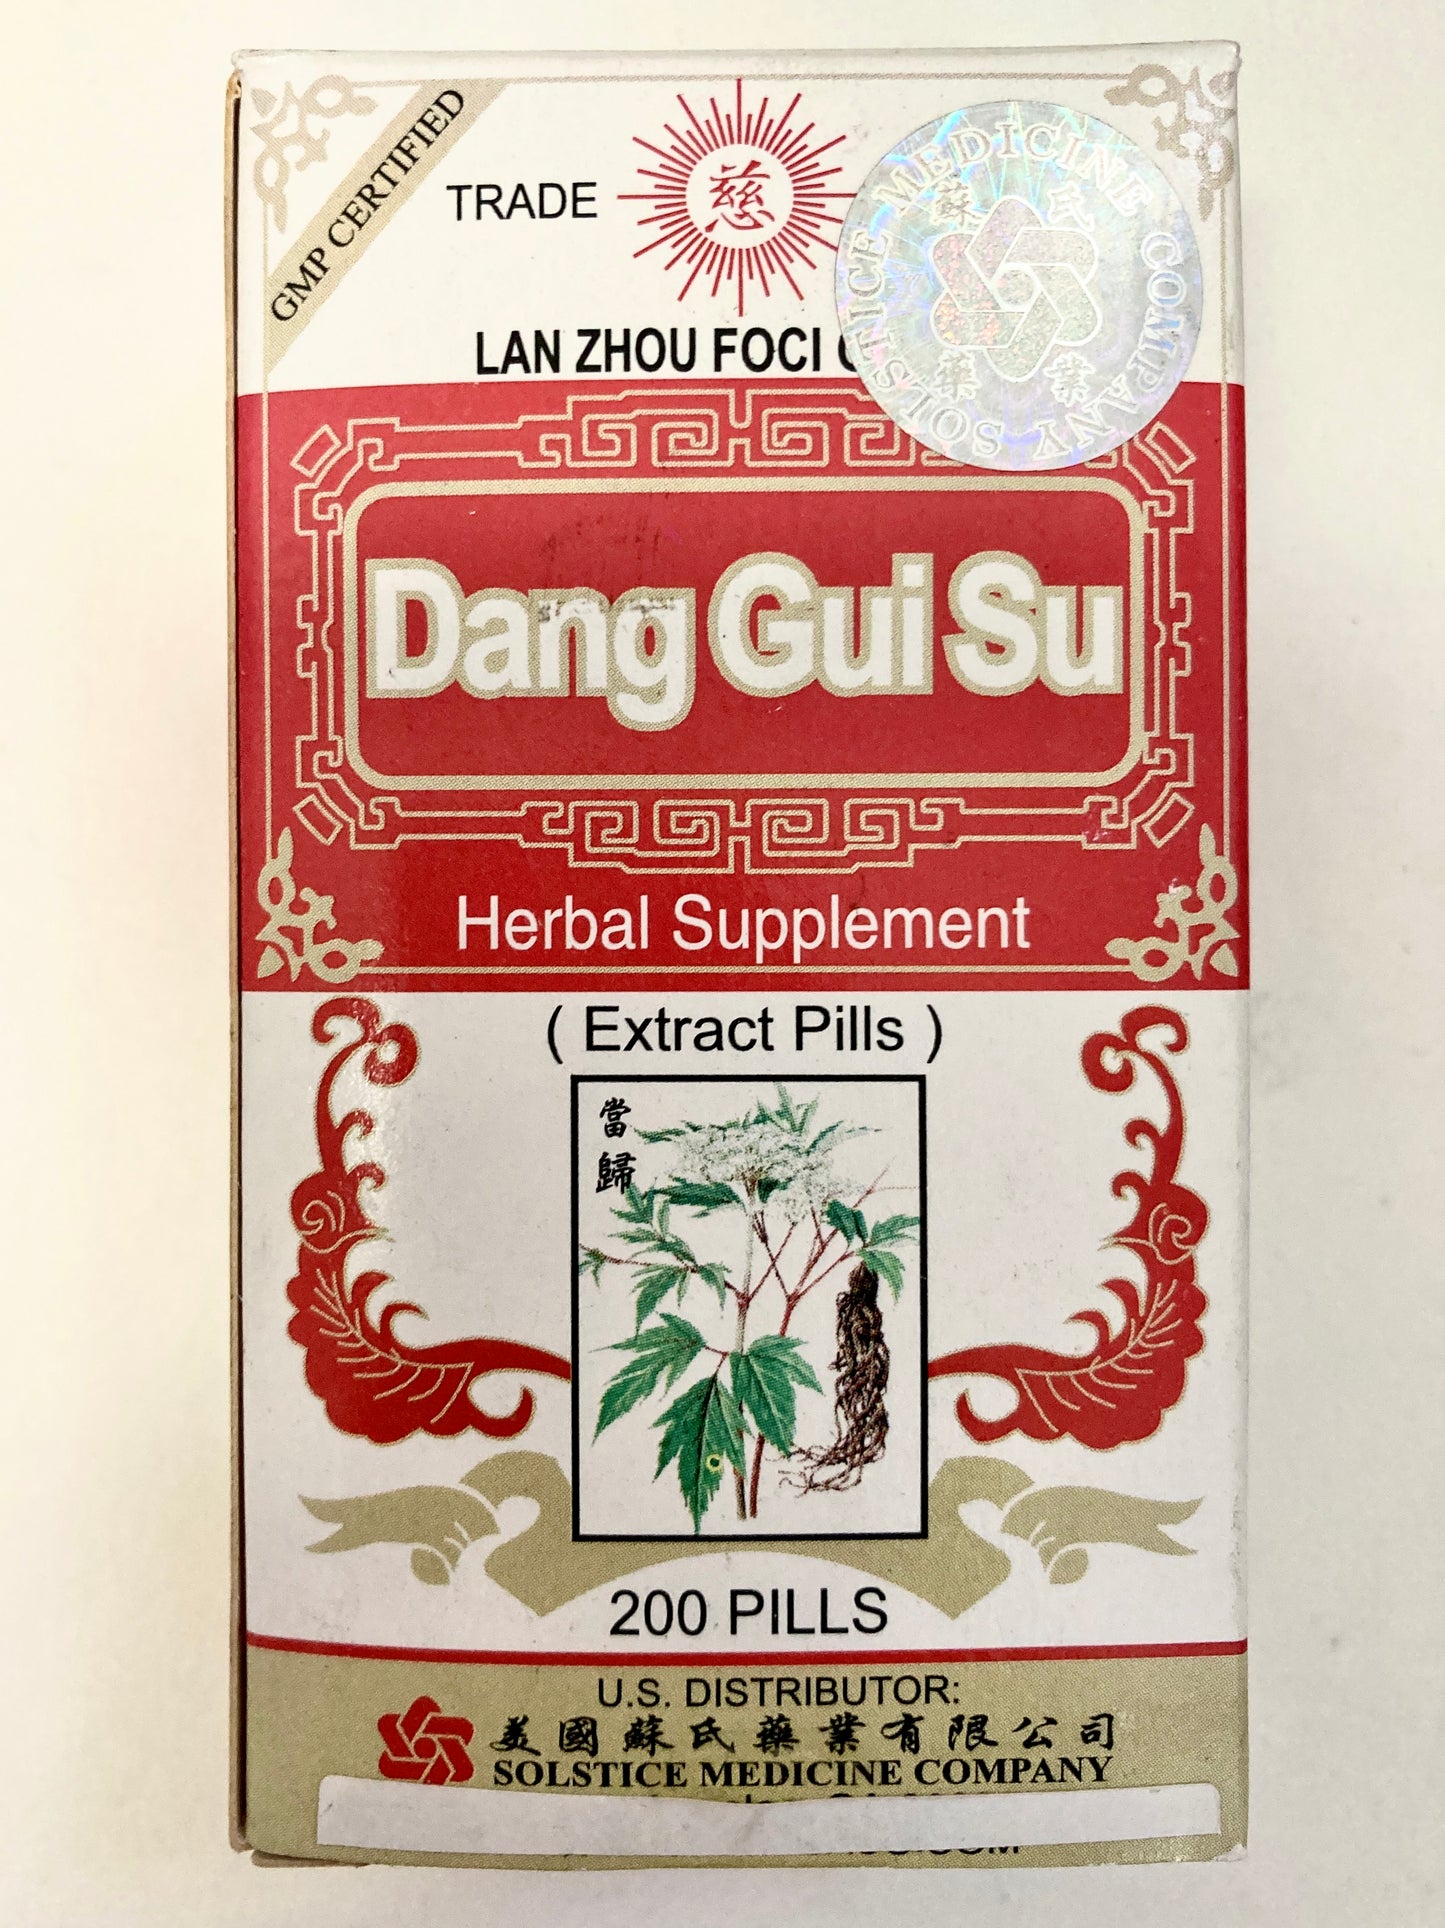 GMP CERTIFIED
TRADE
慈
SOLSTICE MEDICINE COMPANY
蘇氏
藥業
LAN ZHOU FOCI
Dang Gui Su
Herbal Supplement
( Extract Pills )
當
歸
200 PILLS
U.S. DISTRIBUTOR:
美國蘇氏藥業有限公司
SOLSTICE MEDICINE COMPANY